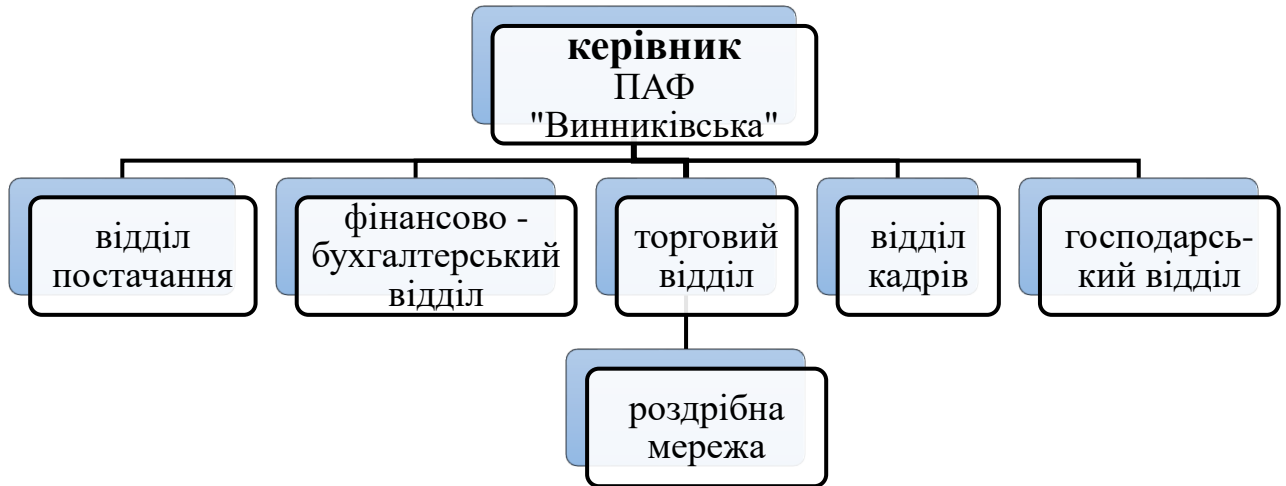 керівник
ПАФ
"Винниківська"
відділ
постачання
фінансово -
бухгалтерський
відділ
торговий
відділ
відділ
кадрів
господарсь-
кий відділ
роздрібна
мережа